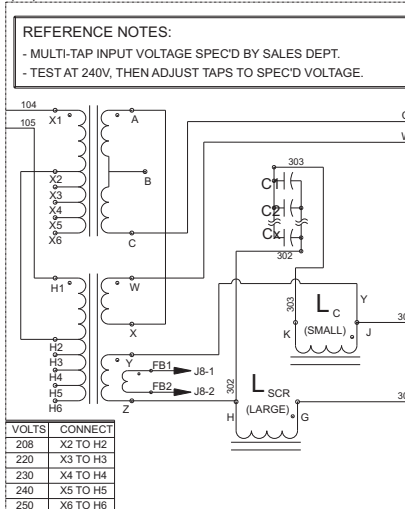 REFERENCE NOTES:
- MULTI-TAP INPUT VOLTAGE SPEC'D BY SALES DEPT.
- TEST AT 240V, THEN ADJUST TAPS TO SPEC'D VOLTAGE.
104
105
X1
A
X2
X3
X4
X5
X6
B
C
C1
C2
Cx
303
302
H1
W
X
H2
H3
H4
H5
H6
Y
Z
FB1
J8-1
FB2
J8-2
303
LC
(SMALL)
K
Y
J
302
LSCR
(LARGE)
H
G
VOLTS CONNECT
208 X2 TO H2
220 X3 TO H3
230 X4 TO H4
240 X5 TO H5
250 X6 TO H6